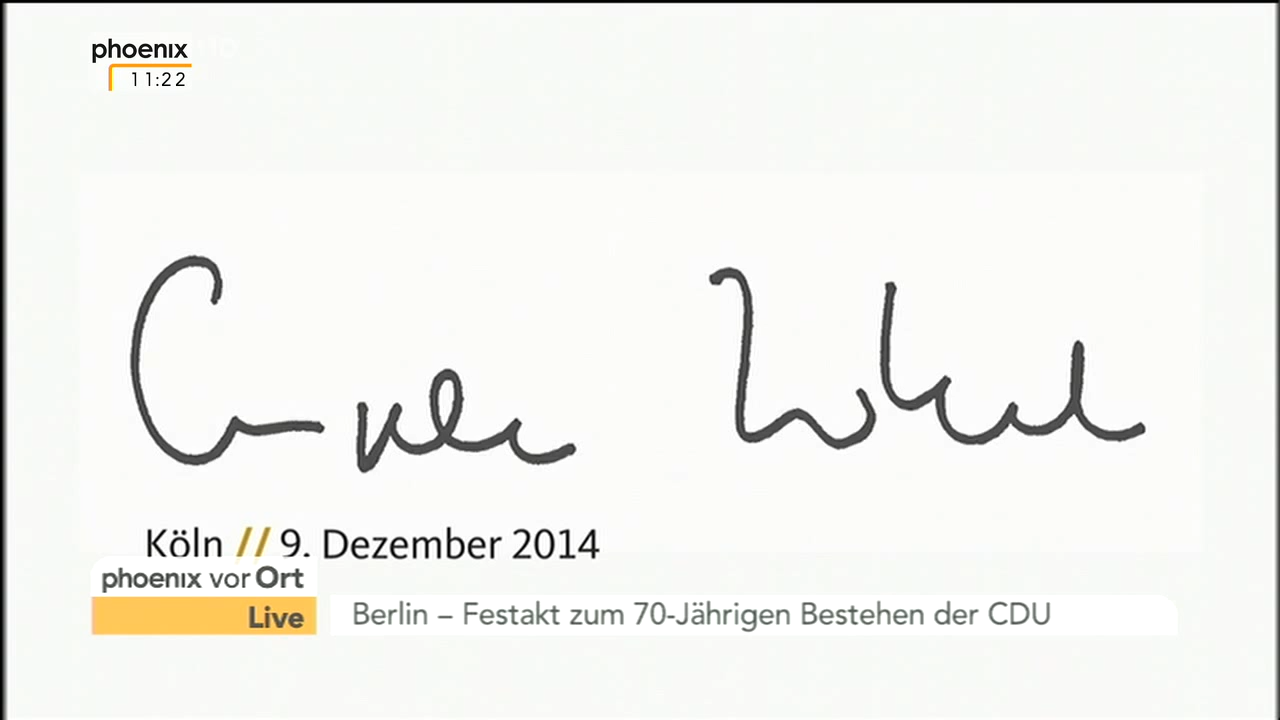 phoenix
11:22
Köln // 9. Dezember 2014
phoenix vor Ort
Live
Berlin – Festakt zum 70-Jährigen Bestehen der CDU